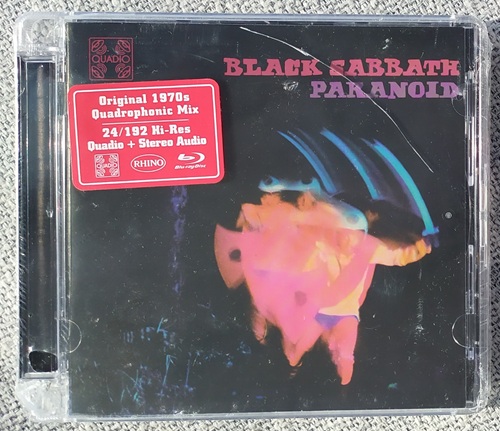 QUADIO
BLACK SABBATH
PARANOID
Original 1970s
Quadrophonic Mix
24/192 Hi-Res
Quadio + Stereo Audio
QUADIO
RHINO
Blu-ray Disc